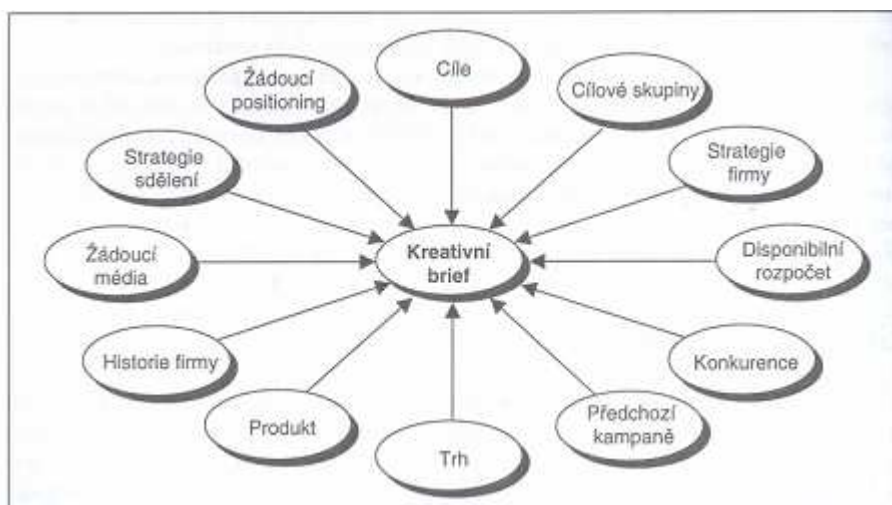 Cíle
Žádoucí
positioning
Cílové skupiny
Strategie
sdělení
Strategie
firmy
Žádoucí
média
Kreativní
brief
Disponibilní
rozpočet
Historie firmy
Konkurence
Produkt
Předchozí
kampaně
Trh